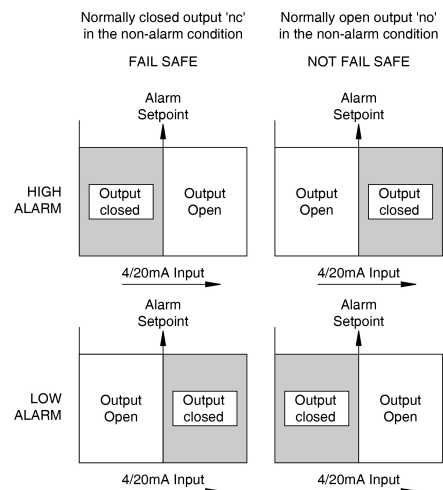 Normally closed output 'nc'
in the non-alarm condition
FAIL SAFE
Normally open output 'no'
in the non-alarm condition
NOT FAIL SAFE
HIGH
ALARM
Alarm
Setpoint
Output
closed
Output
Open
4/20mA Input
Alarm
Setpoint
Output
Open
Output
closed
4/20mA Input
LOW
ALARM
Alarm
Setpoint
Output
Open
Output
closed
4/20mA Input
Alarm
Setpoint
Output
closed
Output
Open
4/20mA Input